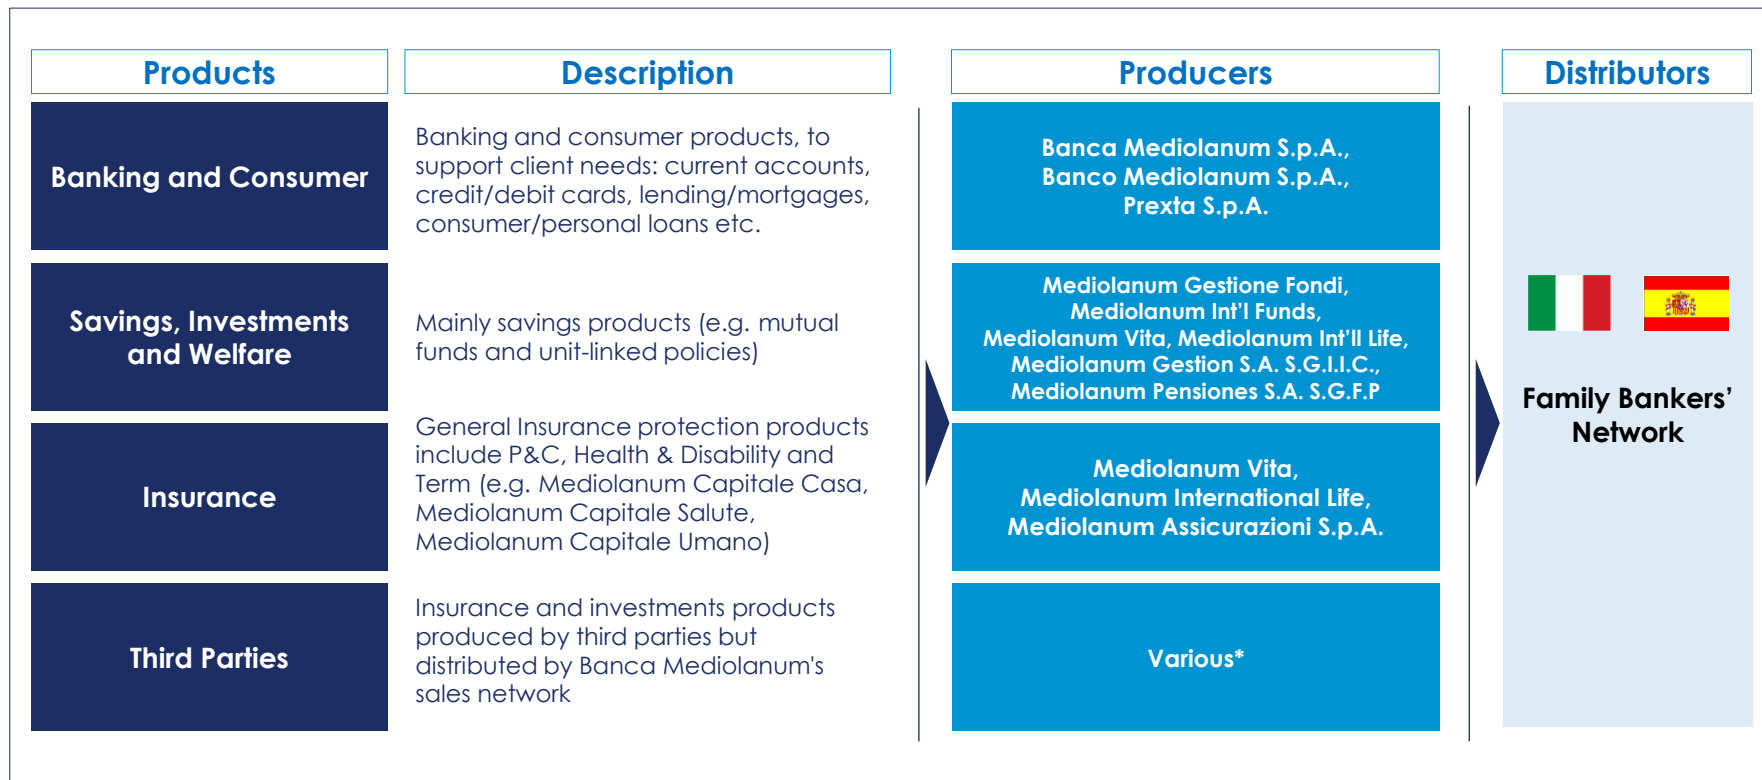 Products
Description
Producers
Distributors
Banking and Consumer
Banking and consumer products, to
support client needs: current accounts,
credit/debit cards, lending/mortgages,
consumer/personal loans etc.
Banca Mediolanum S.p.A.,
Banco Mediolanum S.p.A.,
Prexta S.p.A.
Savings, Investments
and Welfare
Mainly savings products (e.g. mutual
funds and unit-linked policies)
Mediolanum Gestione Fondi,
Mediolanum Int'l Funds,
Mediolanum Vita, Mediolanum Int'll Life,
Mediolanum Gestion S.A. S.G.I.I.C.,
Mediolanum Pensiones S.A. S.G.F.P
Insurance
General Insurance protection products
include P&C, Health & Disability and
Term (e.g. Mediolanum Capitale Casa,
Mediolanum Capitale Salute,
Mediolanum Capitale Umano)
Mediolanum Vita,
Mediolanum International Life,
Mediolanum Assicurazioni S.p.A.
Third Parties
Insurance and investments products
produced by third parties but
distributed by Banca Mediolanum's
sales network
Various*
Family Bankers’
Network